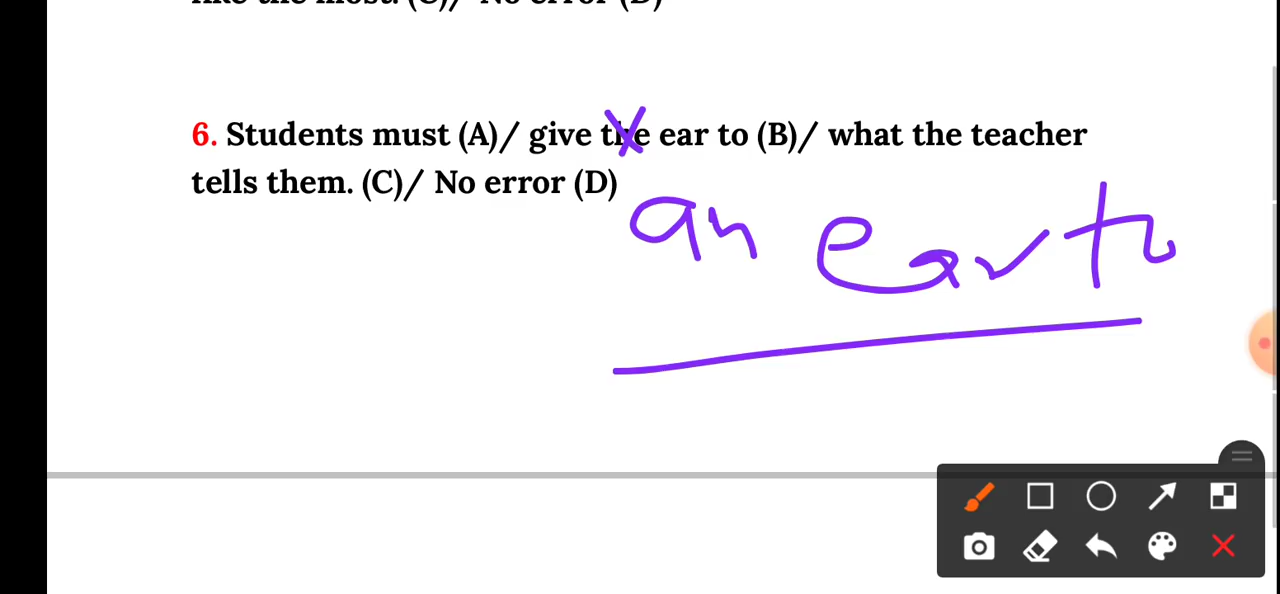 6. Students must (A)/ give the ear to (B)/ what the teacher
tells them. (C)/ No error (D)
an ear to